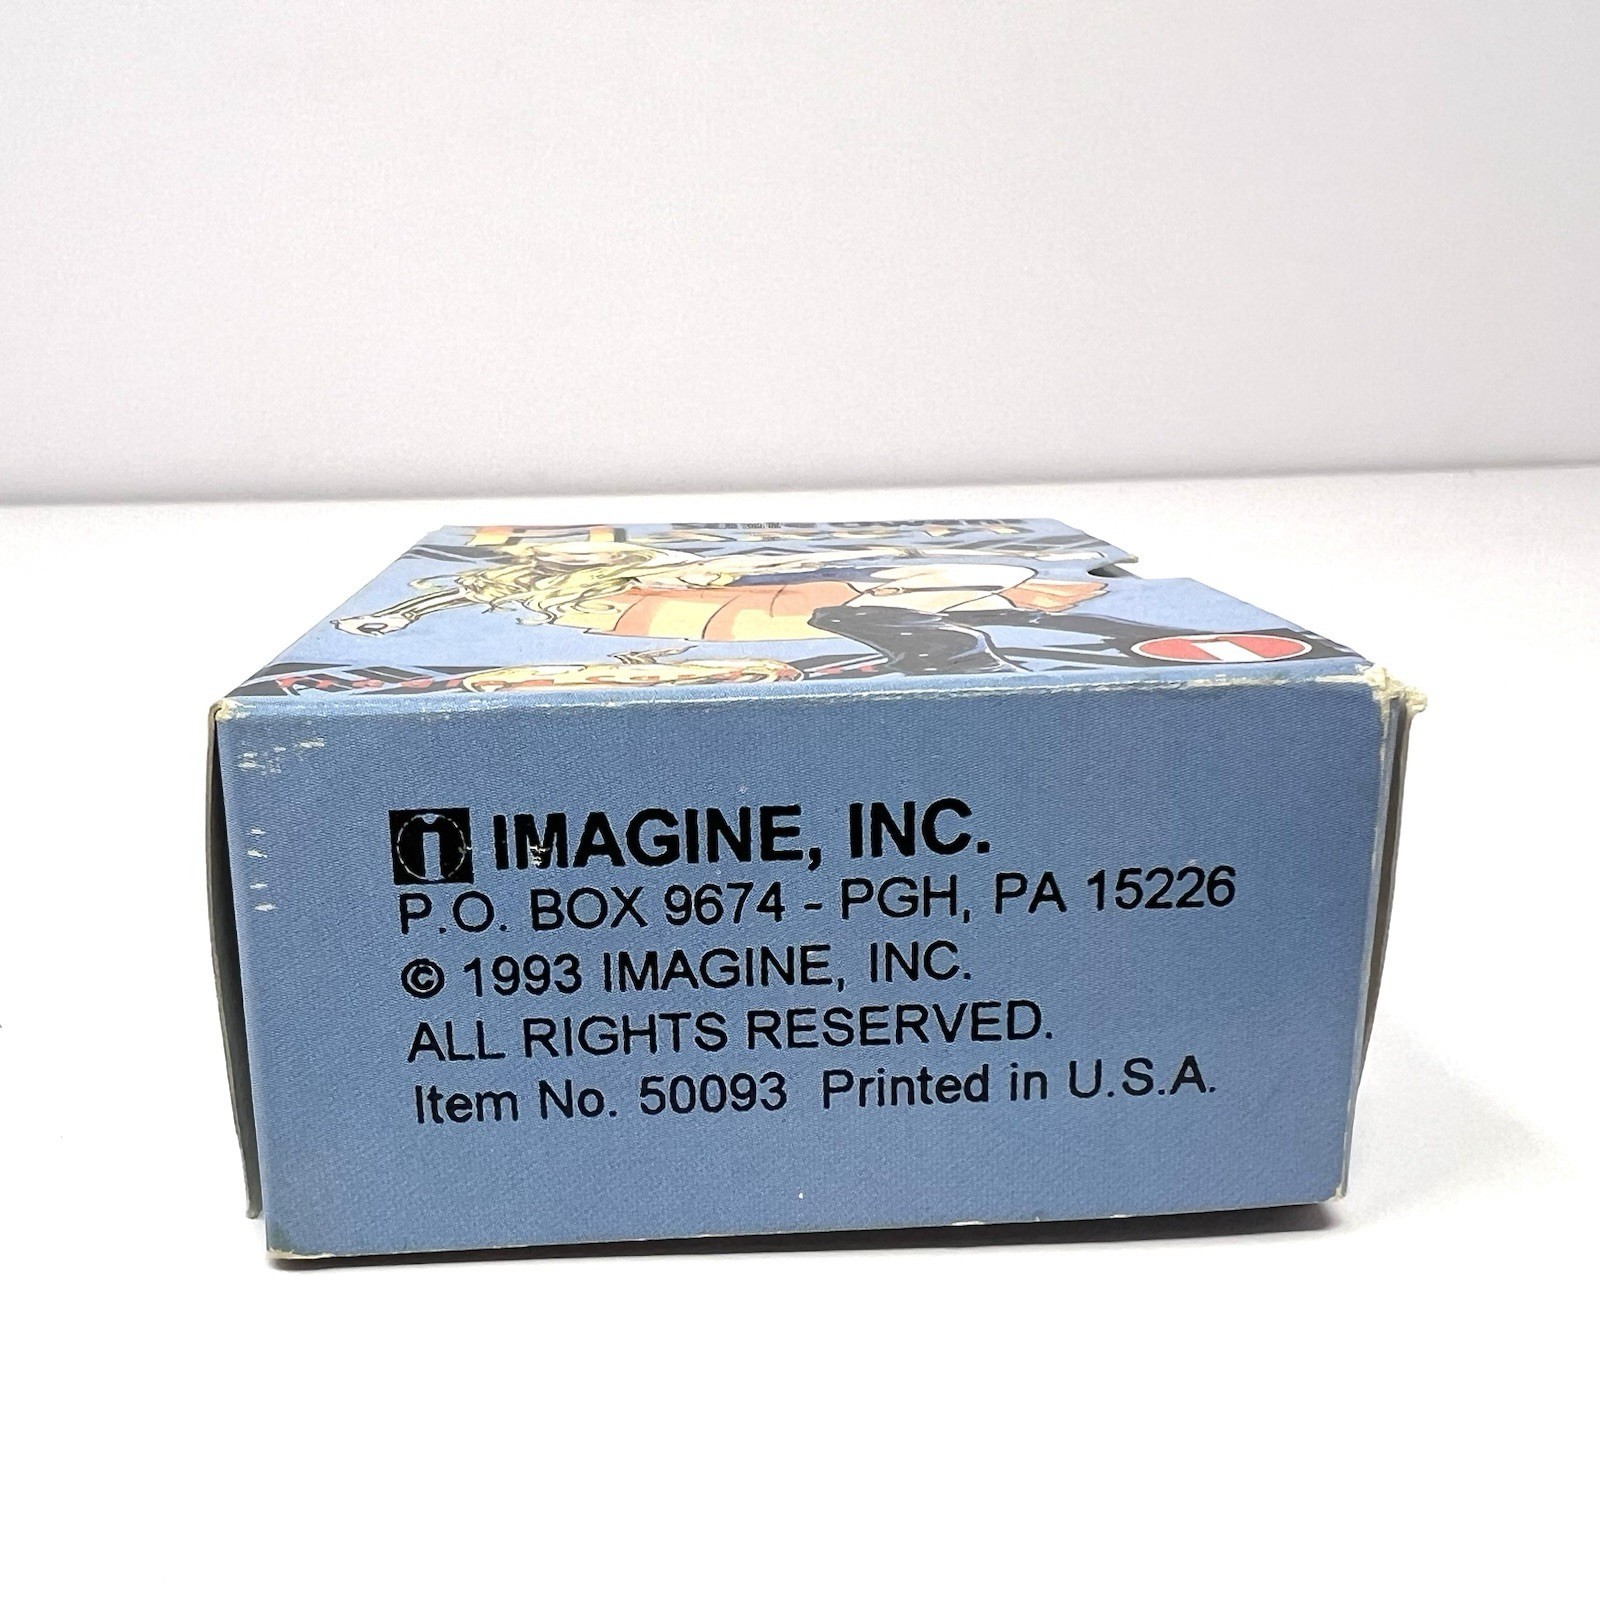 IMAGINE, INC.
P.O. BOX 9674 - PGH, PA 15226
© 1993 IMAGINE, INC.
ALL RIGHTS RESERVED.
Item No. 50093 Printed in U.S.A.